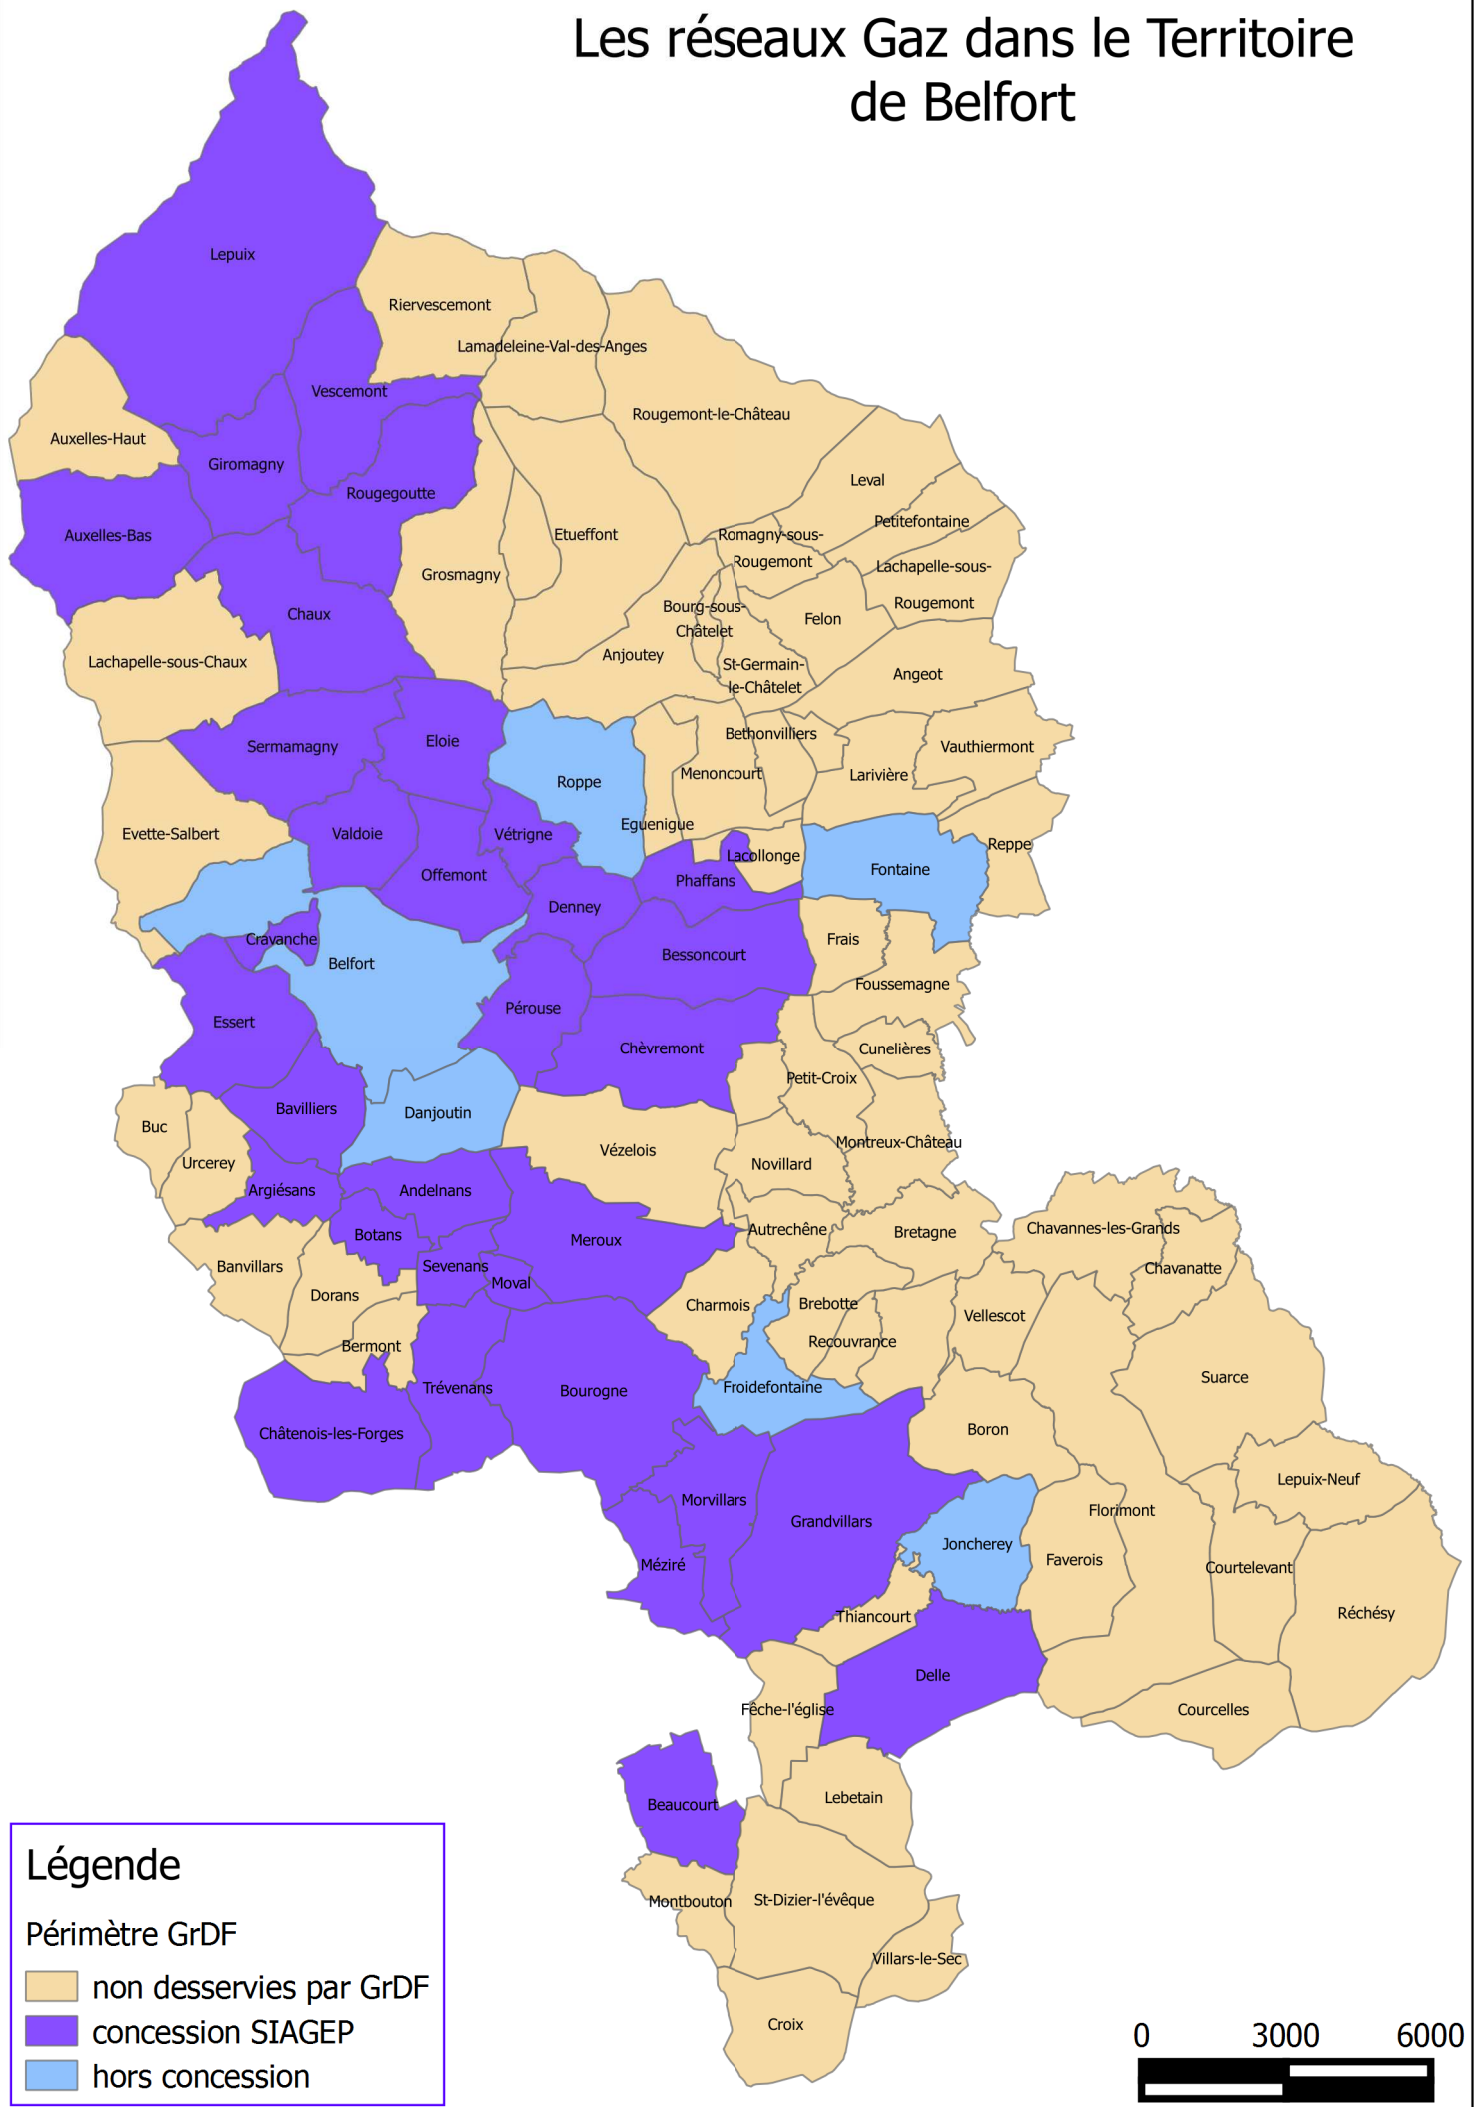 Les réseaux Gaz dans le Territoire
de Belfort
Lepuix
Riervescemont
Lamadeleine-Val-des-Anges
Vescemont
Rougemont-le-Château
Auxelles-Haut
Giromagny
Leval
Rougegoutte
Petitefontaine
Auxelles-Bas
Etueffont
Romagny-sous-
Rougemont
Lachapelle-sous-
Rougemont
Grosmagny
Bourg-sous-
Châtelet
Chaux
Felon
Anjoutey
Lachapelle-sous-Chaux
St-Germain-
le-Châtelet
Angeot
Sermamagny
Eloie
Bethonvilliers
Vauthiermont
Roppe
Menoncourt
Larivière
Evette-Salbert
Valdoie
Vétrigne
Eguenigue
Reppe
Lacollonge
Offemont
Phaffans
Fontaine
Denney
Cravanche
Frais
Belfort
Bessoncourt
Foussemagne
Essert
Pérouse
Chèvremont
Cunelières
Petit-Croix
Bavilliers
Danjoutin
Buc
Vézelois
Montreux-Château
Urcerey
Novillard
Argiésans
Andelnans
Botans
Meroux
Autrechêne
Bretagne
Chavannes-les-Grands
Banvillars
Sevenans
Moval
Chavanatte
Dorans
Charmois
Brebotte
Vellescot
Bermont
Recouvrance
Trévenans
Bourogne
Froidefontaine
Suarce
Châtenois-les-Forges
Boron
Lepuix-Neuf
Morvillars
Grandvillars
Florimont
Joncherey
Méziré
Faverois
Courtelevant
Thiancourt
Réchésy
Delle
Fêche-l'église
Courcelles
Beaucourt
Lebetain
Montbouton
St-Dizier-l'évêque
Villars-le-Sec
Croix
Légende
Périmètre GrDF
non desservies par GrDF
concession SIAGEP
hors concession
0 3000 6000